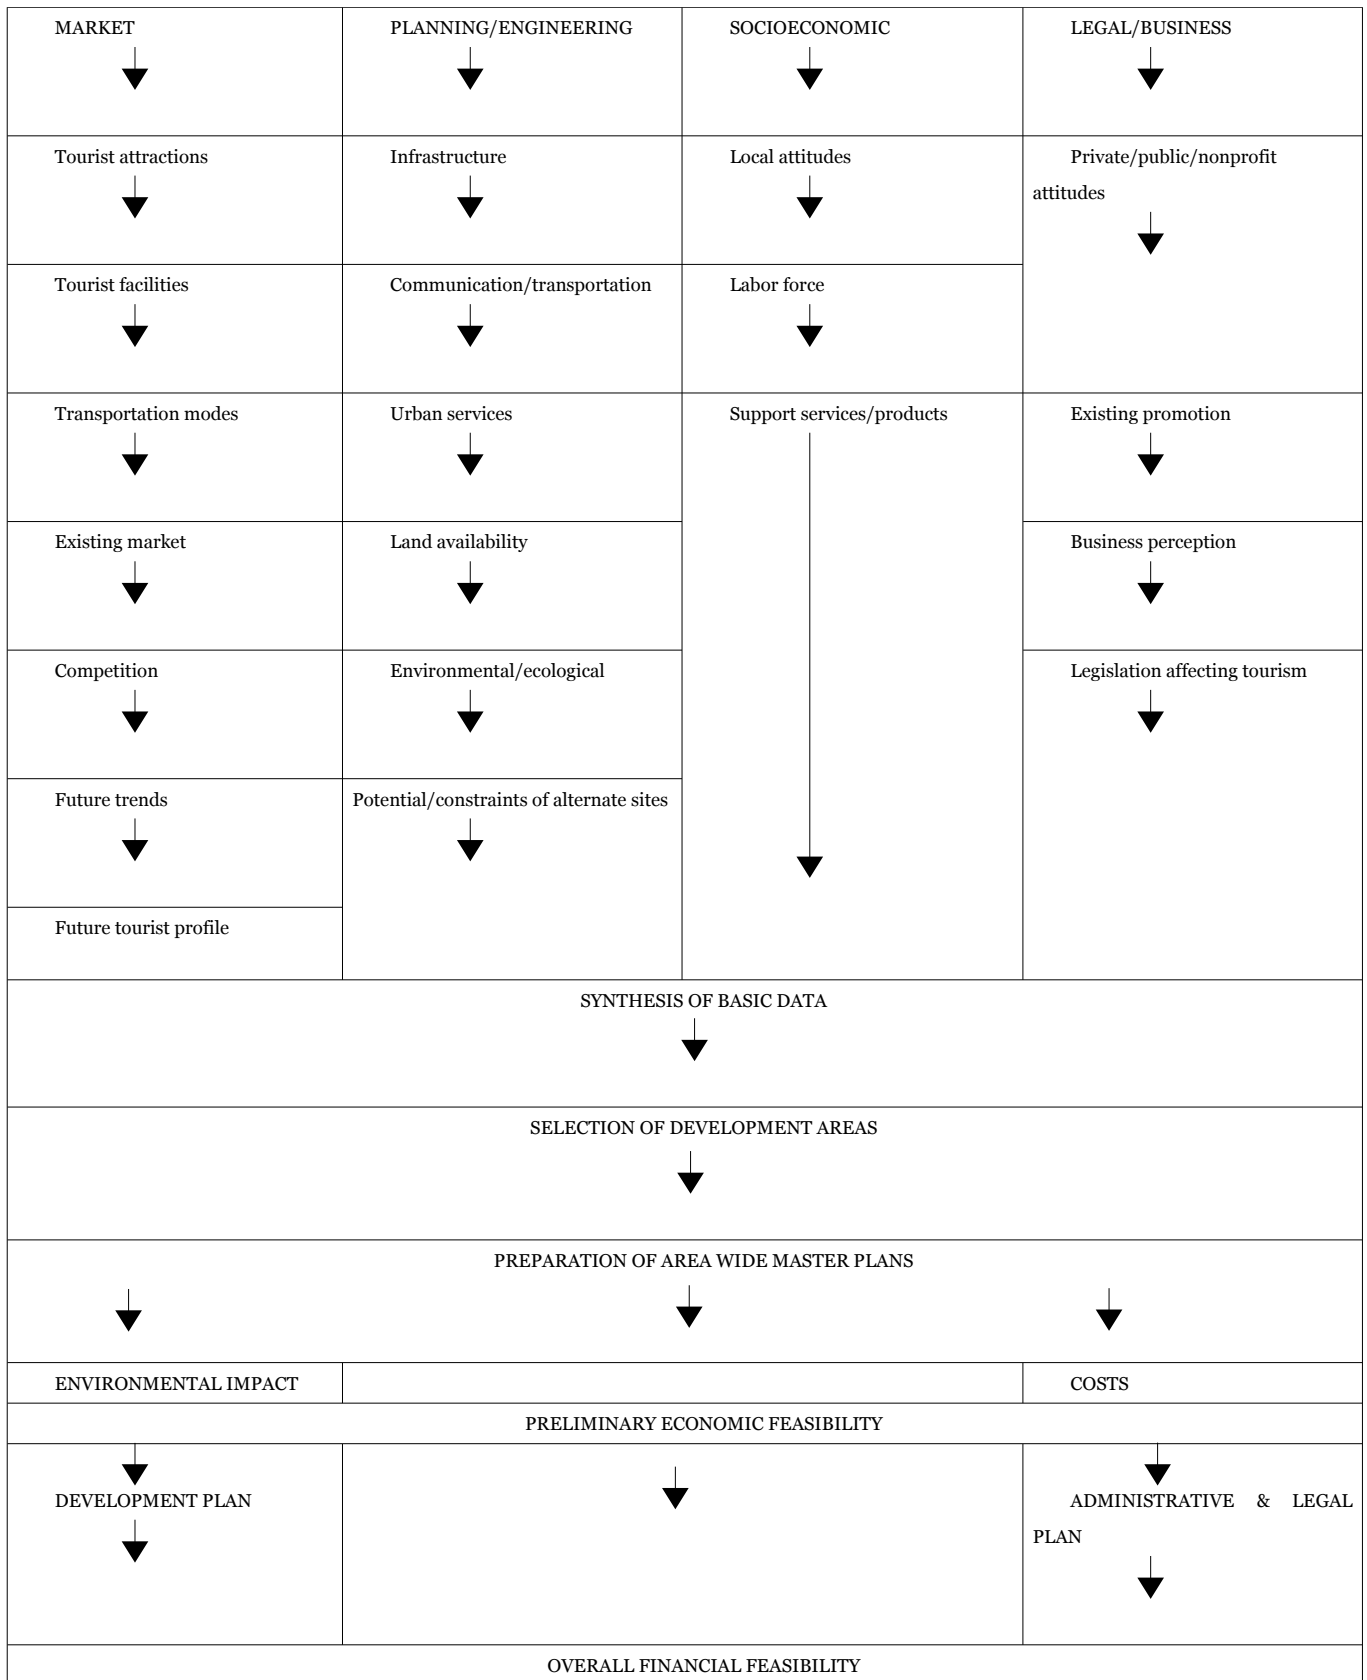 MARKET
PLANNING/ENGINEERING
SOCIOECONOMIC
LEGAL/BUSINESS
Tourist attractions
Infrastructure
Local attitudes
Private/public/nonprofit
attitudes
Tourist facilities
Communication/transportation
Labor force
Transportation modes
Urban services
Support services/products
Existing promotion
Existing market
Land availability
Business perception
Competition
Environmental/ecological
Legislation affecting tourism
Future trends
Potential/constraints of alternate sites
Future tourist profile
SYNTHESIS OF BASIC DATA
SELECTION OF DEVELOPMENT AREAS
PREPARATION OF AREA WIDE MASTER PLANS
ENVIRONMENTAL IMPACT
COSTS
PRELIMINARY ECONOMIC FEASIBILITY
DEVELOPMENT PLAN
ADMINISTRATIVE & LEGAL
PLAN
OVERALL FINANCIAL FEASIBILITY